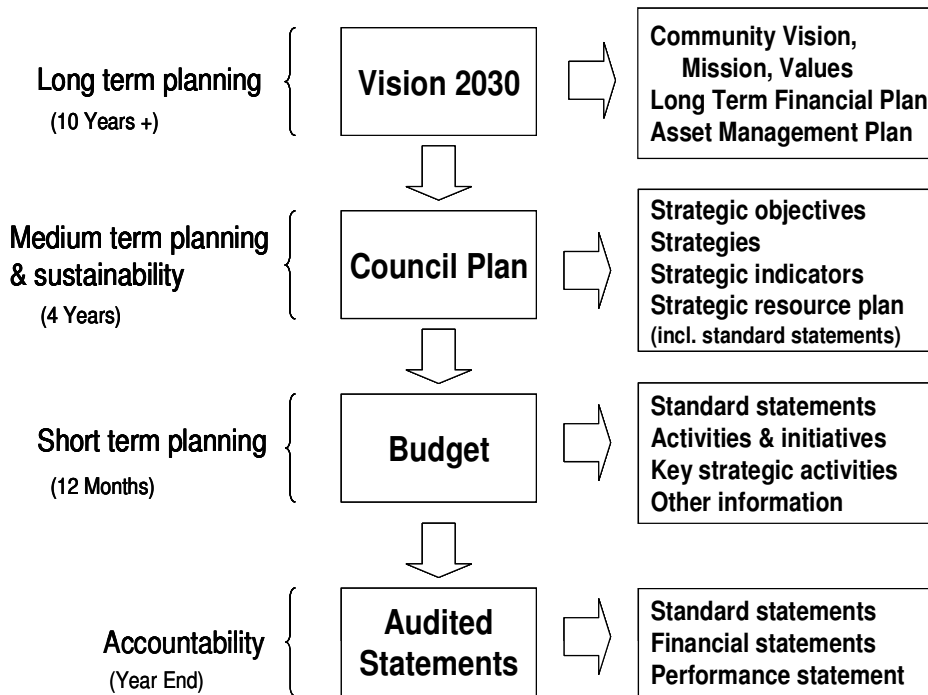 Long term planning
(10 Years +)
Vision 2030
Community Vision,
Mission, Values
Long Term Financial Plan
Asset Management Plan
Medium term planning
& sustainability
(4 Years)
Council Plan
Strategic objectives
Strategies
Strategic indicators
Strategic resource plan
(incl. standard statements)
Short term planning
(12 Months)
Budget
Standard statements
Activities & initiatives
Key strategic activities
Other information
Accountability
(Year End)
Audited
Statements
Standard statements
Financial statements
Performance statement